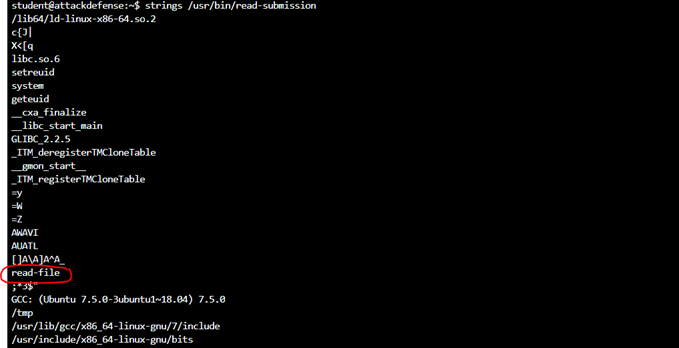 student@attackdefense:~$ strings /usr/bin/read-submission
/lib64/ld-linux-x86-64.so.2
c{J|
X<[q
libc.so.6
setreuid
system
geteuid
__cxa_finalize
__libc_start_main
GLIBC_2.2.5
_ITM_deregisterTMCloneTable
__gmon_start__
_ITM_registerTMCloneTable
=y
=W
=Z
AWAVI
AUATL
[]A\A]A^A_
read-file
;*3$"
GCC: (Ubuntu 7.5.0-3ubuntu1~18.04) 7.5.0
/tmp
/usr/lib/gcc/x86_64-linux-gnu/7/include
/usr/include/x86_64-linux-gnu/bits